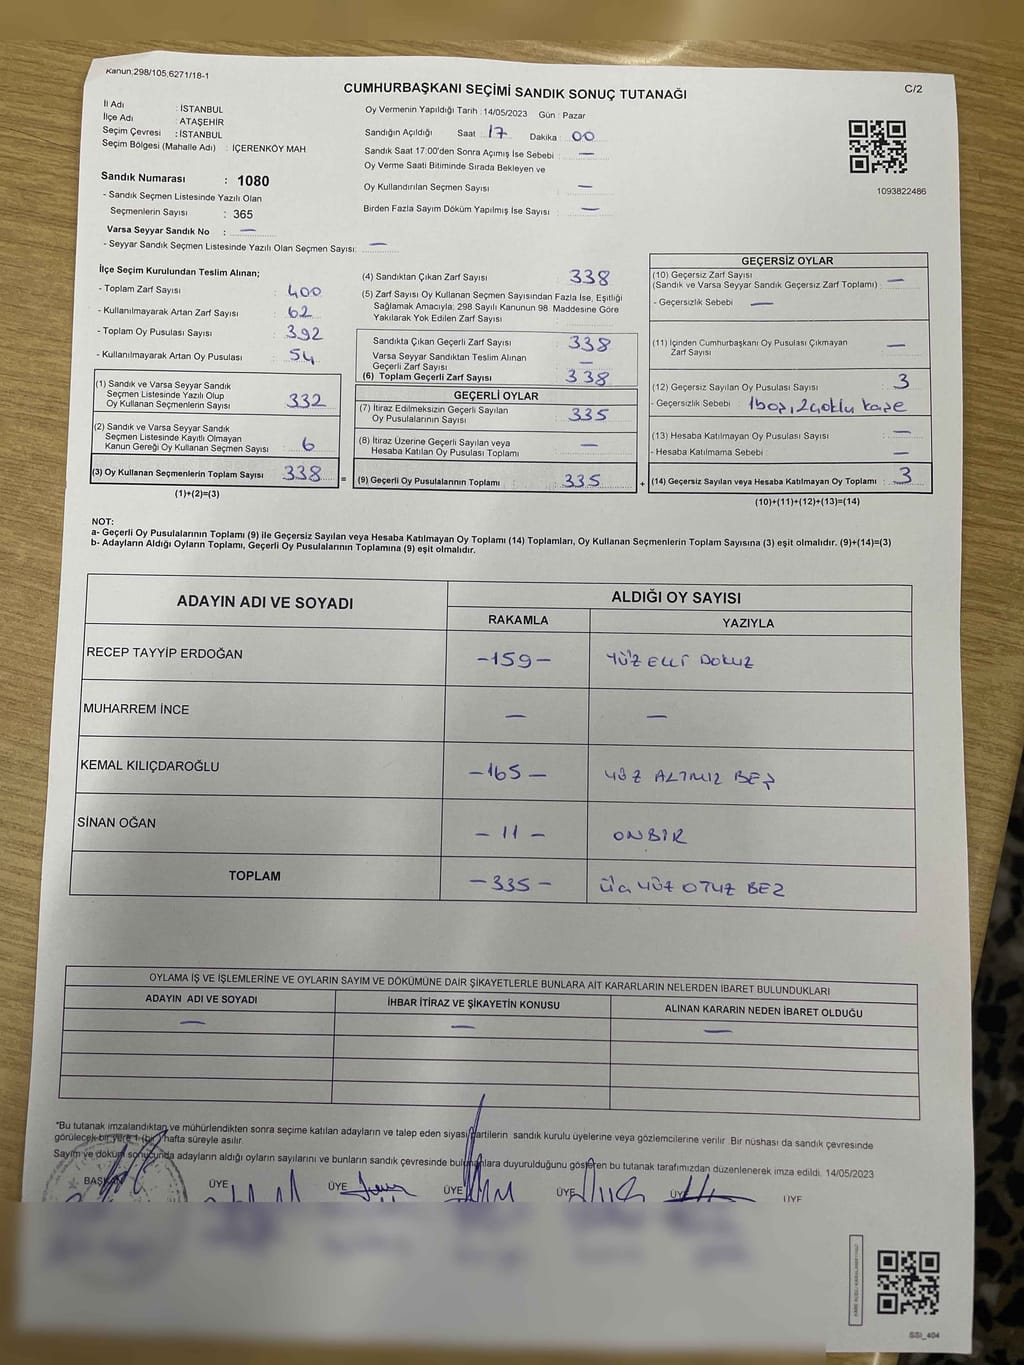 Kanun;298/105;6271/18-1
C/2
CUMHURBAŞKANI SEÇİMİ SANDIK SONUÇ TUTANAĞI
İl Adı : İSTANBUL
İlçe Adı : ATAŞEHİR
Seçim Çevresi : İSTANBUL
Seçim Bölgesi (Mahalle Adı) : İÇERENKÖY MAH
Sandık Numarası : 1080
- Sandık Seçmen Listesinde Yazılı Olan
Seçmenlerin Sayısı : 365
Varsa Seyyar Sandık No : —
- Seyyar Sandık Seçmen Listesinde Yazılı Olan Seçmen Sayısı: —
Oy Vermenin Yapıldığı Tarih : 14/05/2023 Gün : Pazar
Sandığın Açıldığı Saat : 17 Dakika : 00
Sandık Saat 17:00'den Sonra Açımış İse Sebebi : —
Oy Verme Saati Bitiminde Sırada Bekleyen ve
Oy Kullandırılan Seçmen Sayısı : —
Birden Fazla Sayım Döküm Yapılmış İse Sayısı : —
1093822486
İlçe Seçim Kurulundan Teslim Alınan;
- Toplam Zarf Sayısı : 400
- Kullanılmayarak Artan Zarf Sayısı : 62
- Toplam Oy Pusulası Sayısı : 392
- Kullanılmayarak Artan Oy Pusulası : 54
(1) Sandık ve Varsa Seyyar Sandık
Seçmen Listesinde Yazılı Olup
Oy Kullanan Seçmenlerin Sayısı : 332
(2) Sandık ve Varsa Seyyar Sandık
Seçmen Listesinde Kayıtlı Olmayan
Kanun Gereği Oy Kullanan Seçmen Sayısı : 6
(3) Oy Kullanan Seçmenlerin Toplam Sayısı : 338 =
(1)+(2)=(3)
(4) Sandıktan Çıkan Zarf Sayısı : 338
(5) Zarf Sayısı Oy Kullanan Seçmen Sayısından Fazla İse, Eşitliği
Sağlamak Amacıyla; 298 Sayılı Kanunun 98. Maddesine Göre
Yakılarak Yok Edilen Zarf Sayısı :
Sandıkta Çıkan Geçerli Zarf Sayısı : 338
Varsa Seyyar Sandıktan Teslim Alınan
Geçerli Zarf Sayısı : —
(6) Toplam Geçerli Zarf Sayısı : 338
GEÇERLİ OYLAR
(7) İtiraz Edilmeksizin Geçerli Sayılan
Oy Pusulalarının Sayısı : 335
(8) İtiraz Üzerine Geçerli Sayılan veya
Hesaba Katılan Oy Pusulası Toplamı : —
(9) Geçerli Oy Pusulalarının Toplamı : 335 +
GEÇERSİZ OYLAR
(10) Geçersiz Zarf Sayısı
(Sandık ve Varsa Seyyar Sandık Geçersiz Zarf Toplamı) : —
- Geçersizlik Sebebi : —
(11) İçinden Cumhurbaşkanı Oy Pusulası Çıkmayan
Zarf Sayısı : —
(12) Geçersiz Sayılan Oy Pusulası Sayısı : 3
- Geçersizlik Sebebi : 1boş, 2çoklu kaşe
(13) Hesaba Katılmayan Oy Pusulası Sayısı : —
- Hesaba Katılmama Sebebi : —
(14) Geçersiz Sayılan veya Hesaba Katılmayan Oy Toplamı : 3
(10)+(11)+(12)+(13)=(14)
NOT:
a- Geçerli Oy Pusulalarının Toplamı (9) ile Geçersiz Sayılan veya Hesaba Katılmayan Oy Toplamı (14) Toplamları, Oy Kullanan Seçmenlerin Toplam Sayısına (3) eşit olmalıdır. (9)+(14)=(3)
b- Adayların Aldığı Oyların Toplamı, Geçerli Oy Pusulalarının Toplamına (9) eşit olmalıdır.
ADAYIN ADI VE SOYADI ALDIĞI OY SAYISI
RAKAMLA YAZIYLA
RECEP TAYYİP ERDOĞAN -159- YÜZ ELLİ DOKUZ
MUHARREM İNCE — —
KEMAL KILIÇDAROĞLU -165- YÜZ ALTMIŞ BEŞ
SİNAN OĞAN - 11 - ONBİR
TOPLAM -335- ÜÇ YÜZ OTUZ BEŞ
OYLAMA İŞ VE İŞLEMLERİNE VE OYLARIN SAYIM VE DÖKÜMÜNE DAİR ŞİKAYETLERLE BUNLARA AİT KARARLARIN NELERDEN İBARET BULUNDUKLARI
ADAYIN ADI VE SOYADI İHBAR İTİRAZ VE ŞİKAYETİN KONUSU ALINAN KARARIN NEDEN İBARET OLDUĞU
— — —
*Bu tutanak imzalandıktan ve mühürlendikten sonra seçime katılan adayların ve talep eden siyasi partilerin sandık kurulu üyelerine veya gözlemcilerine verilir. Bir nüshası da sandık çevresinde
görülecek bir yere 1 (bir) hafta süreyle asılır.
Sayım ve döküm sonucunda adayların aldığı oyların sayılarını ve bunların sandık çevresinde bulunanlara duyurulduğunu gösteren bu tutanak tarafımızdan düzenlenerek imza edildi. 14/05/2023
BAŞKAN ÜYE ÜYE ÜYE ÜYE ÜYE ÜYE
SSİ_404